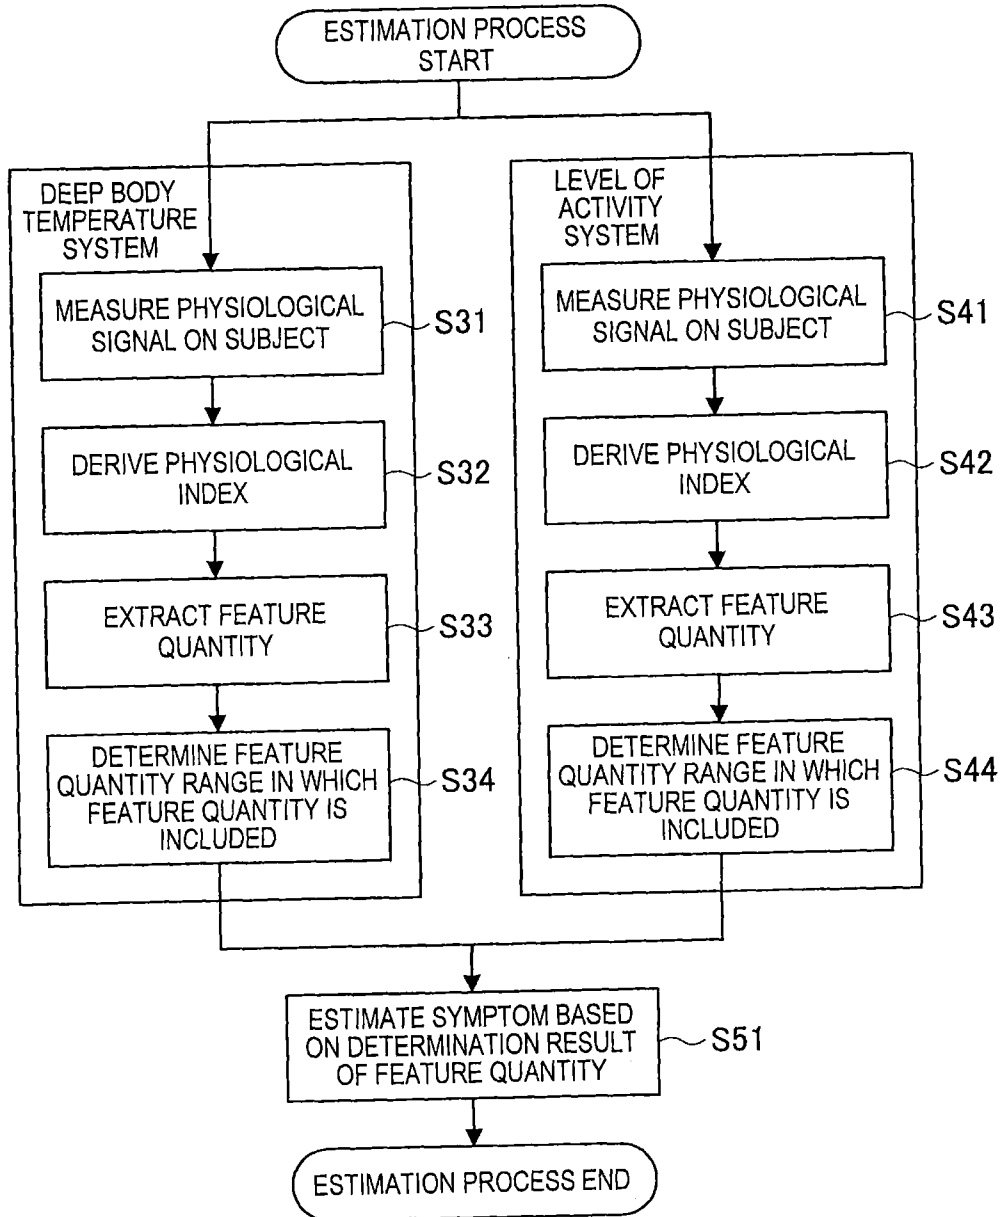 ESTIMATION PROCESS
START
DEEP BODY
TEMPERATURE
SYSTEM
MEASURE PHYSIOLOGICAL
SIGNAL ON SUBJECT
S31
DERIVE PHYSIOLOGICAL
INDEX
S32
EXTRACT FEATURE
QUANTITY
S33
DETERMINE FEATURE
QUANTITY RANGE IN WHICH
FEATURE QUANTITY IS
INCLUDED
S34
LEVEL OF
ACTIVITY
SYSTEM
MEASURE PHYSIOLOGICAL
SIGNAL ON SUBJECT
S41
DERIVE PHYSIOLOGICAL
INDEX
S42
EXTRACT FEATURE
QUANTITY
S43
DETERMINE FEATURE
QUANTITY RANGE IN WHICH
FEATURE QUANTITY IS
INCLUDED
S44
ESTIMATE SYMPTOM BASED
ON DETERMINATION RESULT
OF FEATURE QUANTITY
S51
ESTIMATION PROCESS END